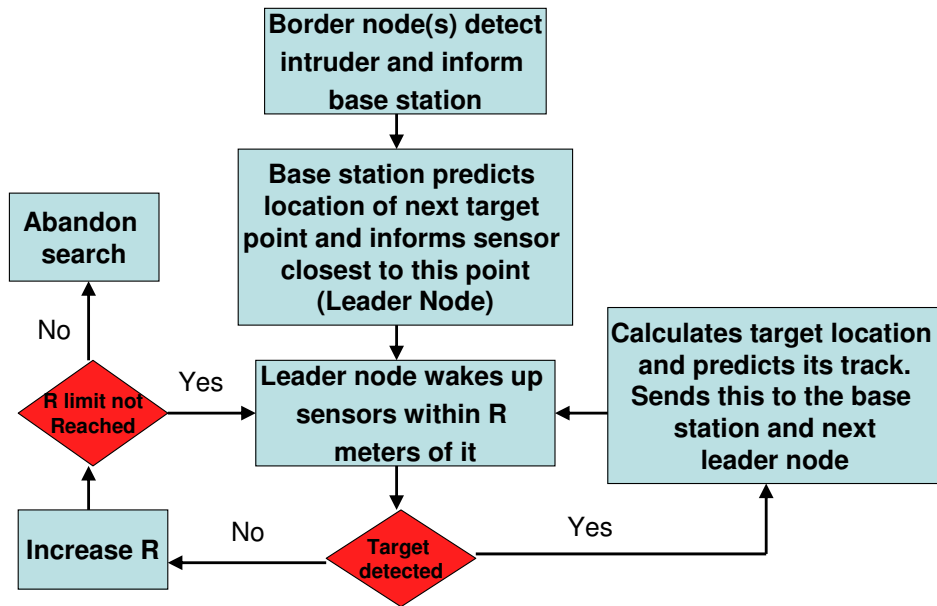 Border node(s) detect
intruder and inform
base station
Base station predicts
location of next target
point and informs sensor
closest to this point
(Leader Node)
Abandon
search
No
R limit not
Reached
Yes
Leader node wakes up
sensors within R
meters of it
Calculates target location
and predicts its track.
Sends this to the base
station and next
leader node
Increase R
No
Target
detected
Yes